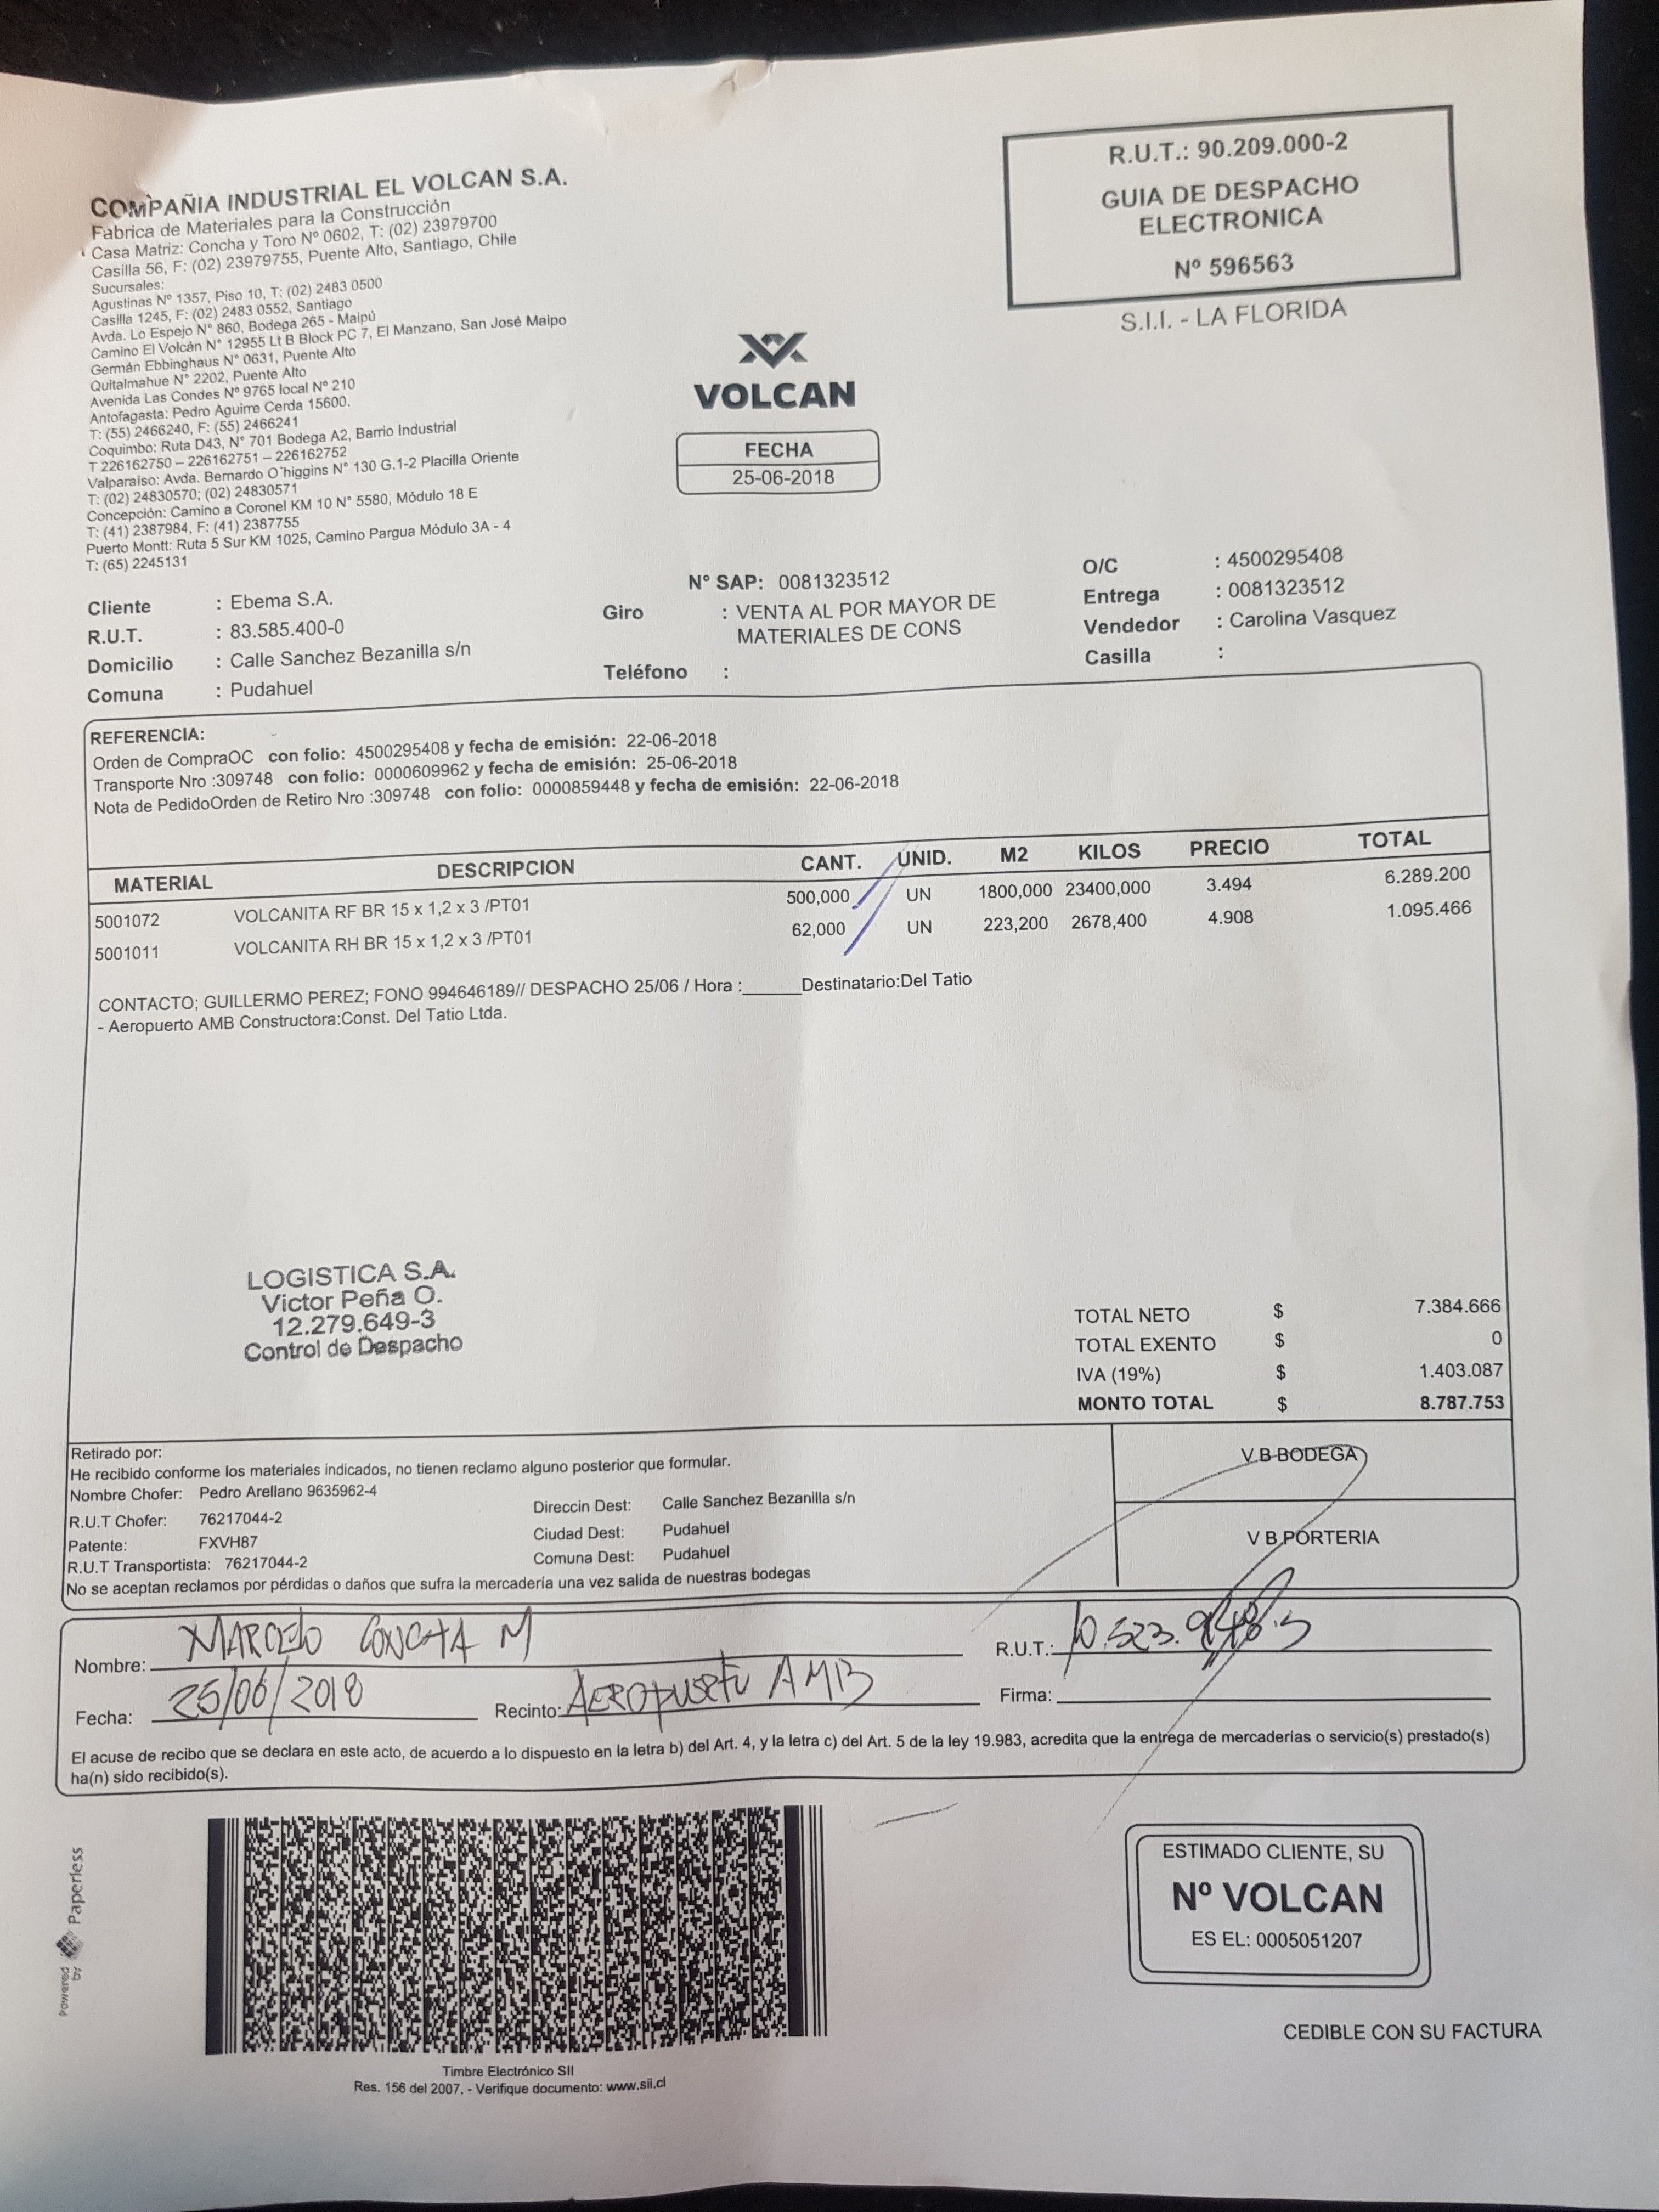 COMPAÑIA INDUSTRIAL EL VOLCAN S.A.
Fabrica de Materiales para la Construcción
Casa Matriz: Concha y Toro Nº 0602, T: (02) 23979700
Casilla 56, F: (02) 23979755, Puente Alto, Santiago, Chile
Sucursales:
Agustinas Nº 1357, Piso 10, T: (02) 2483 0500
Casilla 1245, F: (02) 2483 0552, Santiago
Avda. Lo Espejo N° 860, Bodega 265 - Maipú
Camino El Volcán N° 12955 Lt B Block PC 7, El Manzano, San José Maipo
Germán Ebbinghaus N° 0631, Puente Alto
Quitalmahue N° 2202, Puente Alto
Avenida Las Condes Nº 9765 local Nº 210
Antofagasta: Pedro Aguirre Cerda 15600.
T: (55) 2466240, F: (55) 2466241
Coquimbo: Ruta D43, N° 701 Bodega A2, Barrio Industrial
T 226162750 – 226162751 – 226162752
Valparaíso: Avda. Bernardo O´higgins N° 130 G.1-2 Placilla Oriente
T: (02) 24830570; (02) 24830571
Concepción: Camino a Coronel KM 10 N° 5580, Módulo 18 E
T: (41) 2387984, F: (41) 2387755
Puerto Montt: Ruta 5 Sur KM 1025, Camino Pargua Módulo 3A - 4
T: (65) 2245131
R.U.T.: 90.209.000-2
GUIA DE DESPACHO
ELECTRONICA
Nº 596563
S.I.I. - LA FLORIDA
VOLCAN
FECHA
25-06-2018
Cliente : Ebema S.A.
R.U.T. : 83.585.400-0
Domicilio : Calle Sanchez Bezanilla s/n
Comuna : Pudahuel
N° SAP: 0081323512
Giro : VENTA AL POR MAYOR DE
MATERIALES DE CONS
Teléfono :
O/C : 4500295408
Entrega : 0081323512
Vendedor : Carolina Vasquez
Casilla :
REFERENCIA:
Orden de CompraOC con folio: 4500295408 y fecha de emisión: 22-06-2018
Transporte Nro :309748 con folio: 0000609962 y fecha de emisión: 25-06-2018
Nota de PedidoOrden de Retiro Nro :309748 con folio: 0000859448 y fecha de emisión: 22-06-2018
MATERIAL DESCRIPCION CANT. UNID. M2 KILOS PRECIO TOTAL
5001072 VOLCANITA RF BR 15 x 1,2 x 3 /PT01 500,000 UN 1800,000 23400,000 3.494 6.289.200
5001011 VOLCANITA RH BR 15 x 1,2 x 3 /PT01 62,000 UN 223,200 2678,400 4.908 1.095.466
CONTACTO; GUILLERMO PEREZ; FONO 994646189// DESPACHO 25/06 / Hora :______Destinatario:Del Tatio
- Aeropuerto AMB Constructora:Const. Del Tatio Ltda.
LOGISTICA S.A.
Victor Peña O.
12.279.649-3
Control de Despacho
TOTAL NETO $ 7.384.666
TOTAL EXENTO $ 0
IVA (19%) $ 1.403.087
MONTO TOTAL $ 8.787.753
Retirado por:
He recibido conforme los materiales indicados, no tienen reclamo alguno posterior que formular.
Nombre Chofer: Pedro Arellano 9635962-4
R.U.T Chofer: 76217044-2
Patente: FXVH87
R.U.T Transportista: 76217044-2
Direccin Dest: Calle Sanchez Bezanilla s/n
Ciudad Dest: Pudahuel
Comuna Dest: Pudahuel
No se aceptan reclamos por pérdidas o daños que sufra la mercadería una vez salida de nuestras bodegas
V B BODEGA
V B PORTERIA
Nombre: MARCELO CONCHA M
R.U.T.:
Fecha: 25/06/2018
Recinto: AEROPUERTO AMB
Firma:
El acuse de recibo que se declara en este acto, de acuerdo a lo dispuesto en la letra b) del Art. 4, y la letra c) del Art. 5 de la ley 19.983, acredita que la entrega de mercaderías o servicio(s) prestado(s)
ha(n) sido recibido(s).
Powered by Paperless
Timbre Electrónico SII
Res. 156 del 2007. - Verifique documento: www.sii.cl
ESTIMADO CLIENTE, SU
Nº VOLCAN
ES EL: 0005051207
CEDIBLE CON SU FACTURA